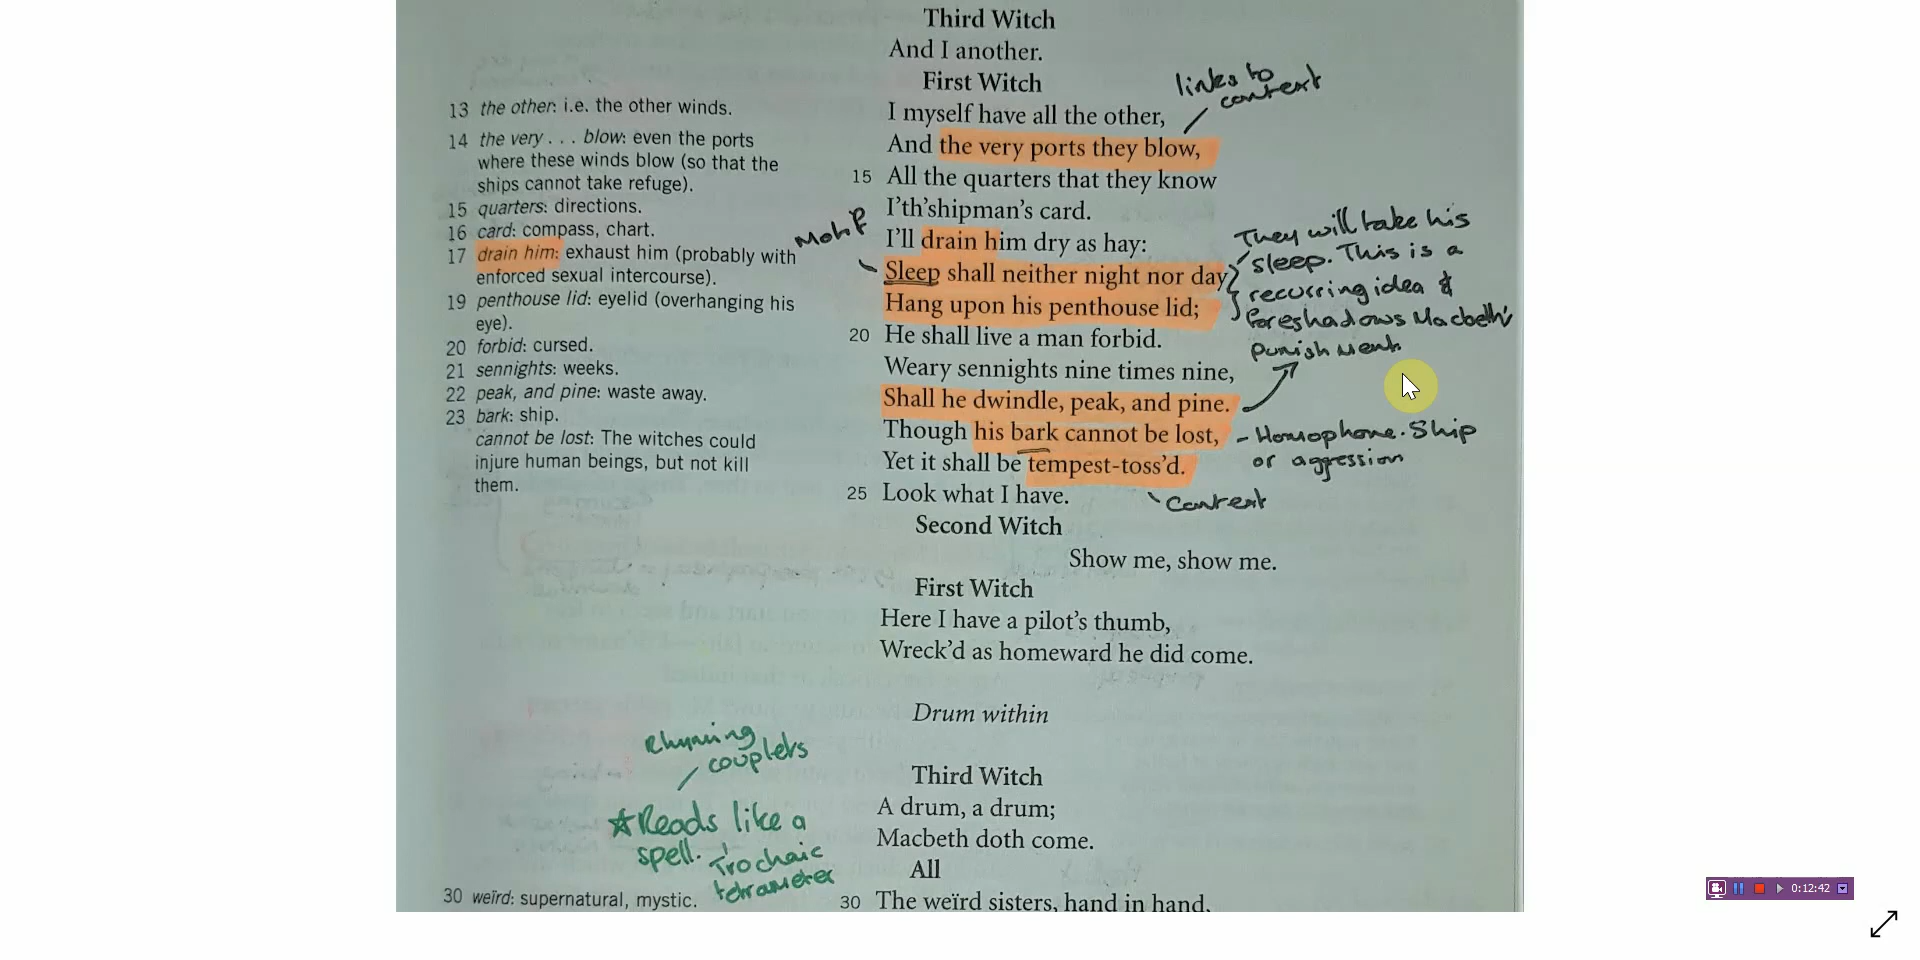 Third Witch
And I another.
First Witch
links to
context
I myself have all the other,
And the very ports they blow,
15 All the quarters that they know
I'th'shipman's card.
I'll drain him dry as hay:
Sleep shall neither night nor day
Hang upon his penthouse lid;
20 He shall live a man forbid.
Weary sennights nine times nine,
Shall he dwindle, peak, and pine.
Though his bark cannot be lost,
Yet it shall be tempest-toss'd.
25 Look what I have.
Second Witch
Show me, show me.
First Witch
Here I have a pilot's thumb,
Wreck'd as homeward he did come.
Drum within
Third Witch
A drum, a drum;
Macbeth doth come.
All
30 The weïrd sisters, hand in hand,
13 the other: i.e. the other winds.
14 the very . . . blow: even the ports
where these winds blow (so that the
ships cannot take refuge).
15 quarters: directions.
16 card: compass, chart.
17 drain him: exhaust him (probably with
enforced sexual intercourse).
19 penthouse lid: eyelid (overhanging his
eye).
20 forbid: cursed.
21 sennights: weeks.
22 peak, and pine: waste away.
23 bark: ship.
cannot be lost: The witches could
injure human beings, but not kill
them.
30 weïrd: supernatural, mystic.
Motif
They will take his
sleep. This is a
recurring idea &
foreshadows Macbeth's
punishment
- Homophone. Ship
or aggression
Context
Rhyming
couplets
Reads like a
spell. Trochaic
tetrameter
0:12:42